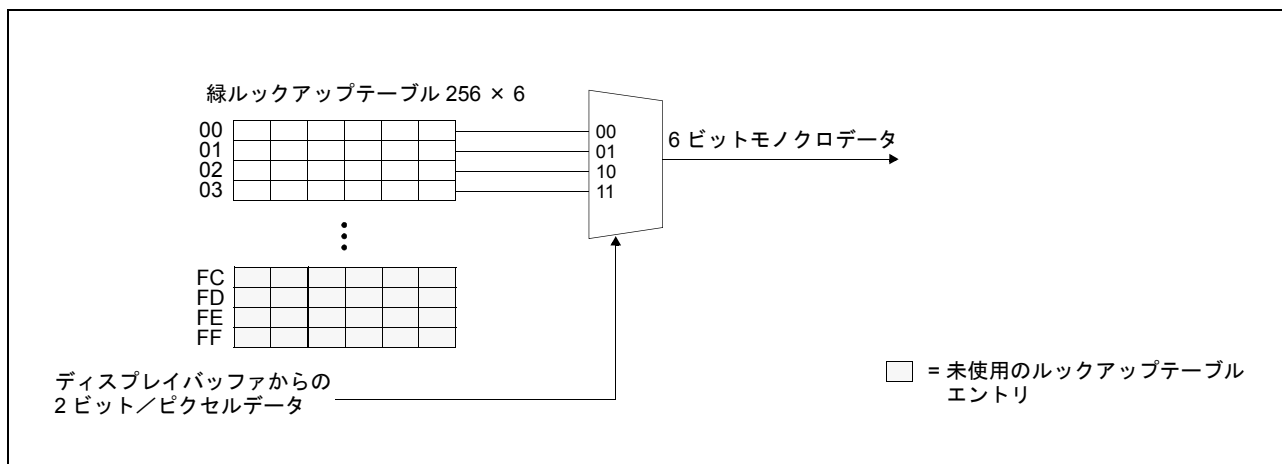 緑ルックアップテーブル 256 × 6
00
01
02
03
00
01
10
11
6 ビットモノクロデータ
FC
FD
FE
FF
ディスプレイバッファからの
2 ビット／ピクセルデータ
= 未使用のルックアップテーブル
エントリ